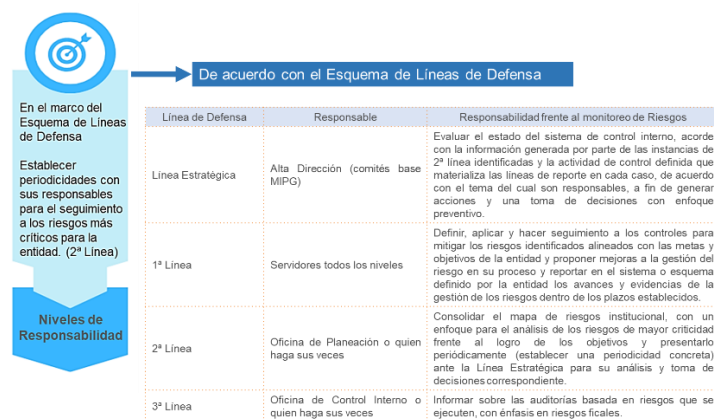 De acuerdo con el Esquema de Líneas de Defensa
En el marco del
Esquema de Líneas
de Defensa
Establecer
periodicidades con
sus responsables
para el seguimiento
a los riesgos más
críticos para la
entidad. (2ª Línea)
Niveles de
Responsabilidad
Línea de Defensa
Responsable
Responsabilidad frente al monitoreo de Riesgos
Línea Estratégica
Alta Dirección (comités base
MIPG)
Evaluar el estado del sistema de control interno, acorde
con la información generada por parte de las instancias de
2ª línea identificadas y la actividad de control definida que
materializa las líneas de reporte en cada caso, de acuerdo
con el tema del cual son responsables, a fin de generar
acciones y una toma de decisiones con enfoque
preventivo.
1ª Línea
Servidores todos los niveles
Definir, aplicar y hacer seguimiento a los controles para
mitigar los riesgos identificados alineados con las metas y
objetivos de la entidad y proponer mejoras a la gestión del
riesgo en su proceso y reportar en el sistema o esquema
definido por la entidad los avances y evidencias de la
gestión de los riesgos dentro de los plazos establecidos.
2ª Línea
Oficina de Planeación o quien
haga sus veces
Consolidar el mapa de riesgos institucional, con un
enfoque para el análisis de los riesgos de mayor criticidad
frente al logro de los objetivos y presentarlo
periódicamente (establecer una periodicidad concreta)
ante la Línea Estratégica para su análisis y toma de
decisiones correspondiente.
3ª Línea
Oficina de Control Interno o
quien haga sus veces
Informar sobre las auditorías basada en riesgos que se
ejecuten, con énfasis en riesgos ficales.